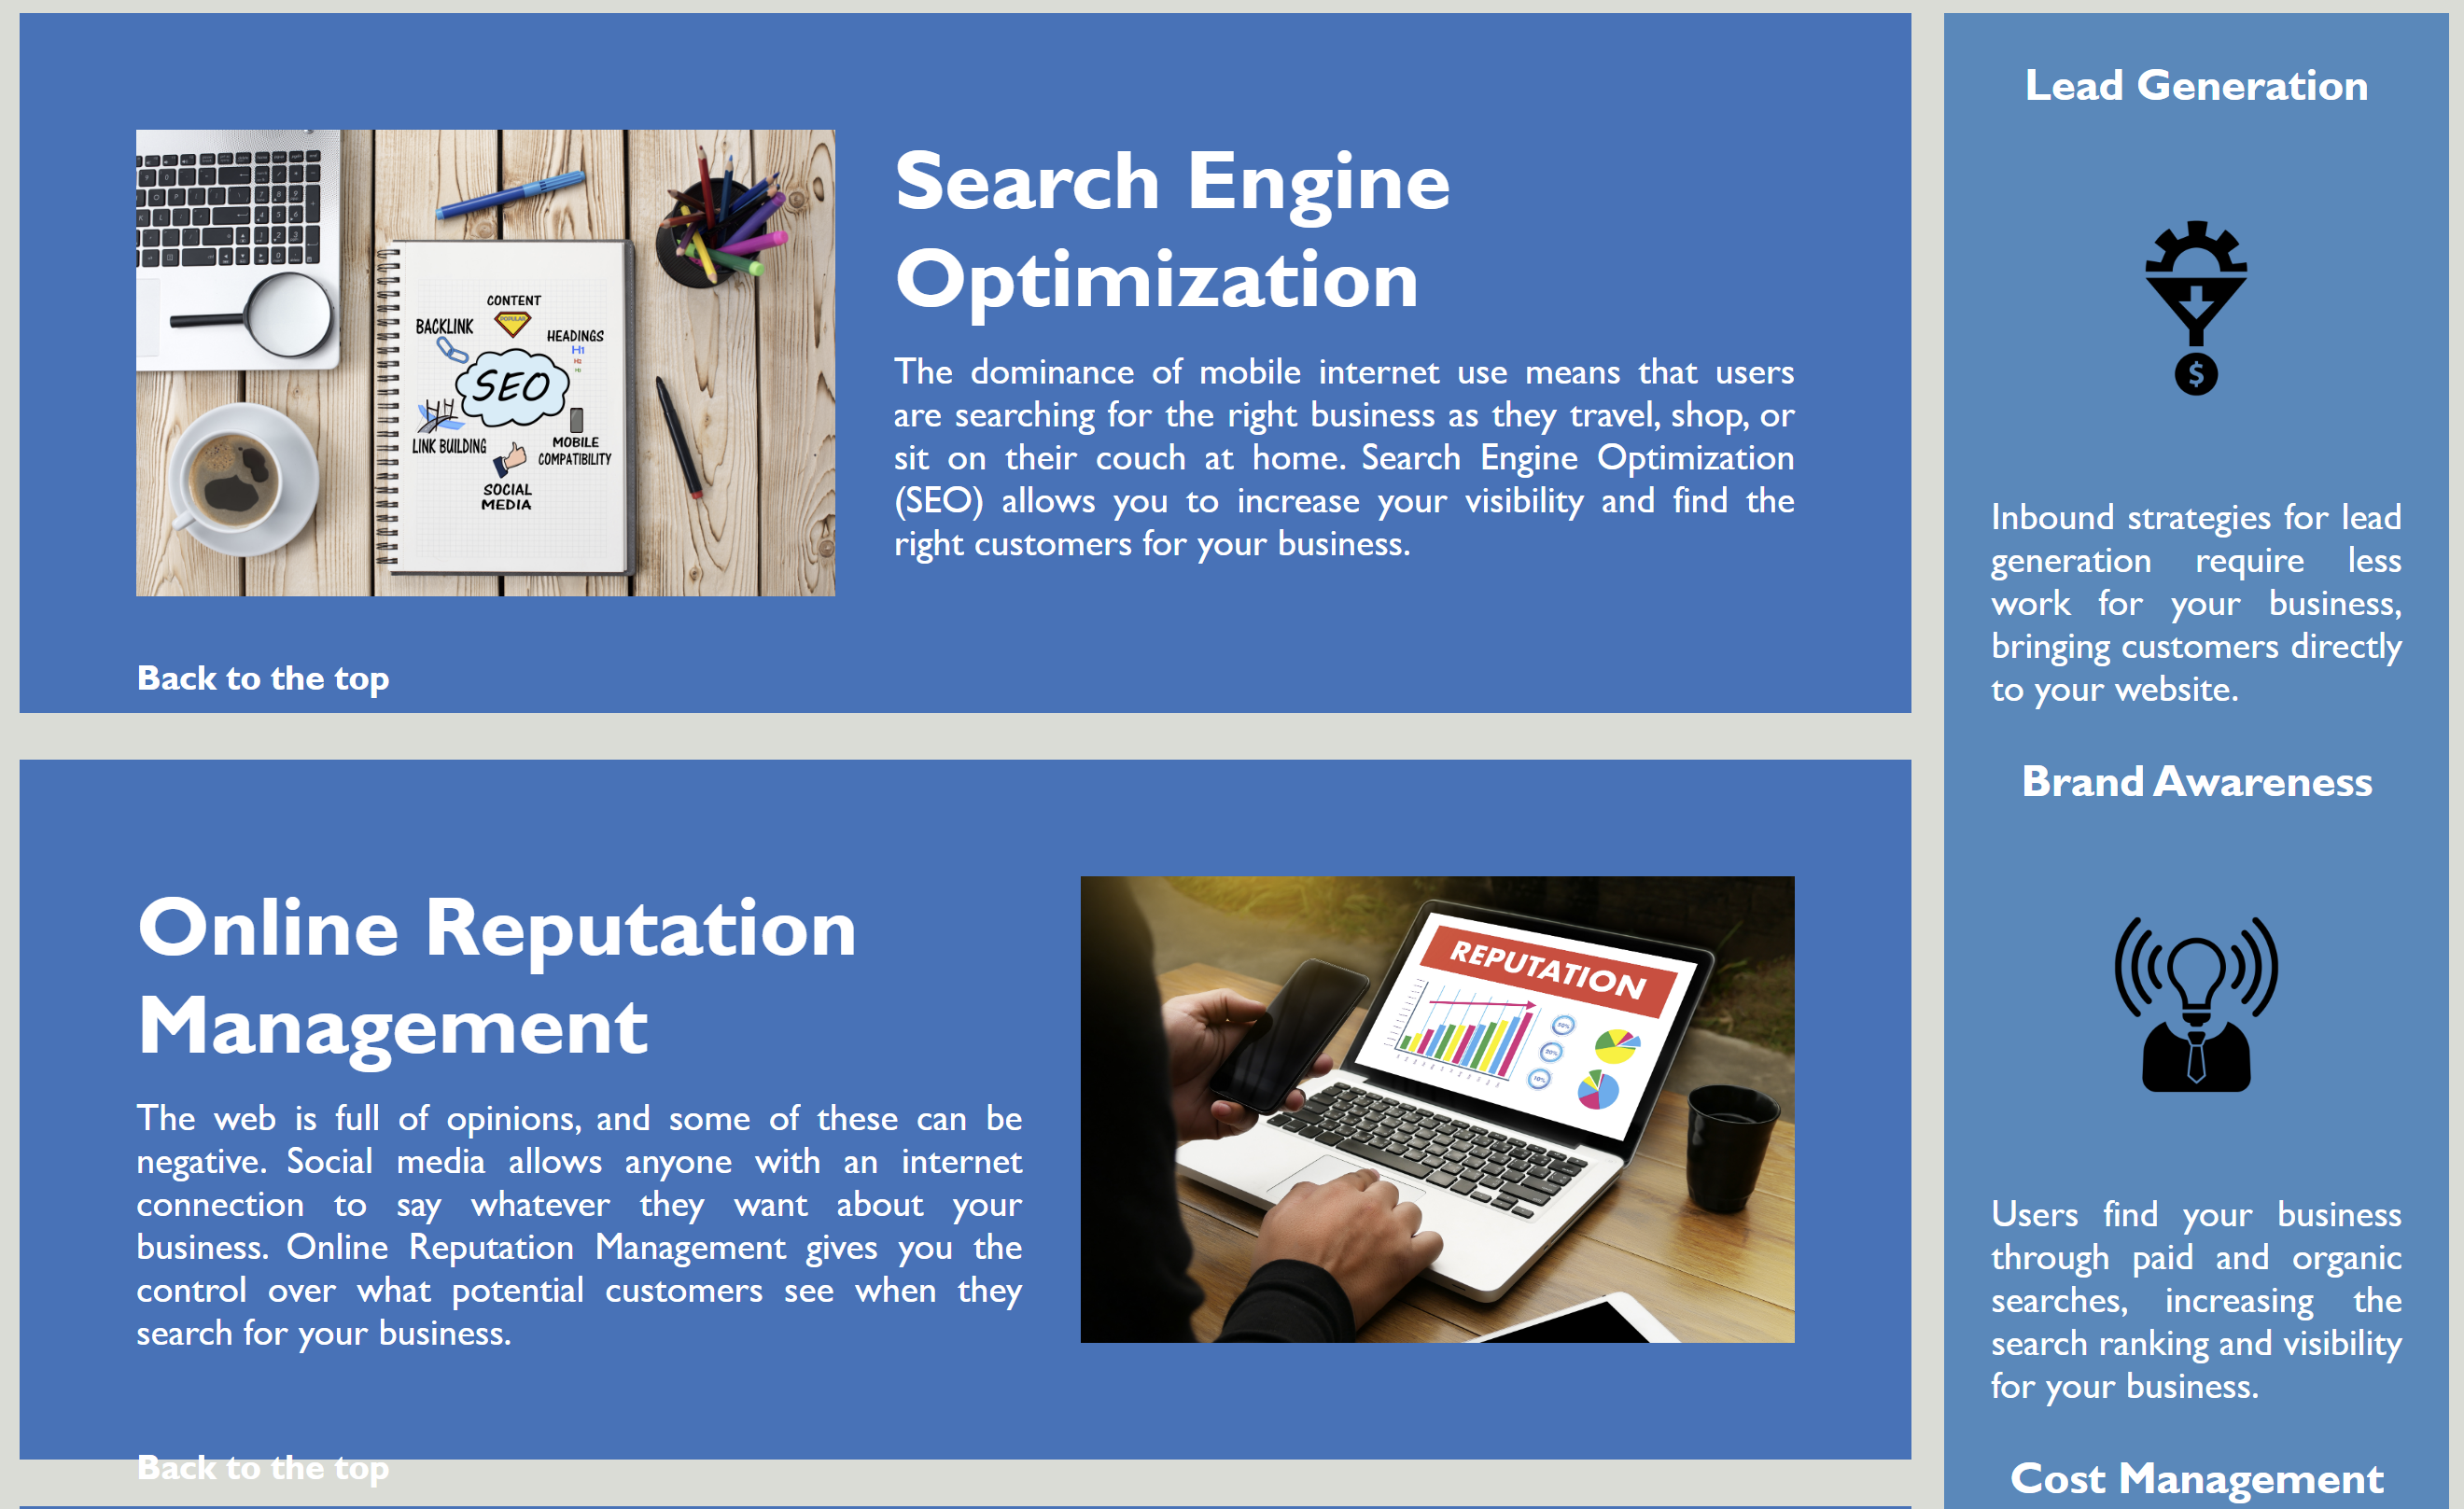 Search Engine
Optimization
The dominance of mobile internet use means that users
are searching for the right business as they travel, shop, or
sit on their couch at home. Search Engine Optimization
(SEO) allows you to increase your visibility and find the
right customers for your business.
CONTENT
POPULAR
BACKLINK
HEADINGS
H1
H2
H3
SEO
LINK BUILDING
MOBILE
COMPATIBILITY
SOCIAL
MEDIA
Back to the top
Online Reputation
Management
The web is full of opinions, and some of these can be
negative. Social media allows anyone with an internet
connection to say whatever they want about your
business. Online Reputation Management gives you the
control over what potential customers see when they
search for your business.
REPUTATION
Back to the top
Lead Generation
$
Inbound strategies for lead
generation require less
work for your business,
bringing customers directly
to your website.
Brand Awareness
Users find your business
through paid and organic
searches, increasing the
search ranking and visibility
for your business.
Cost Management